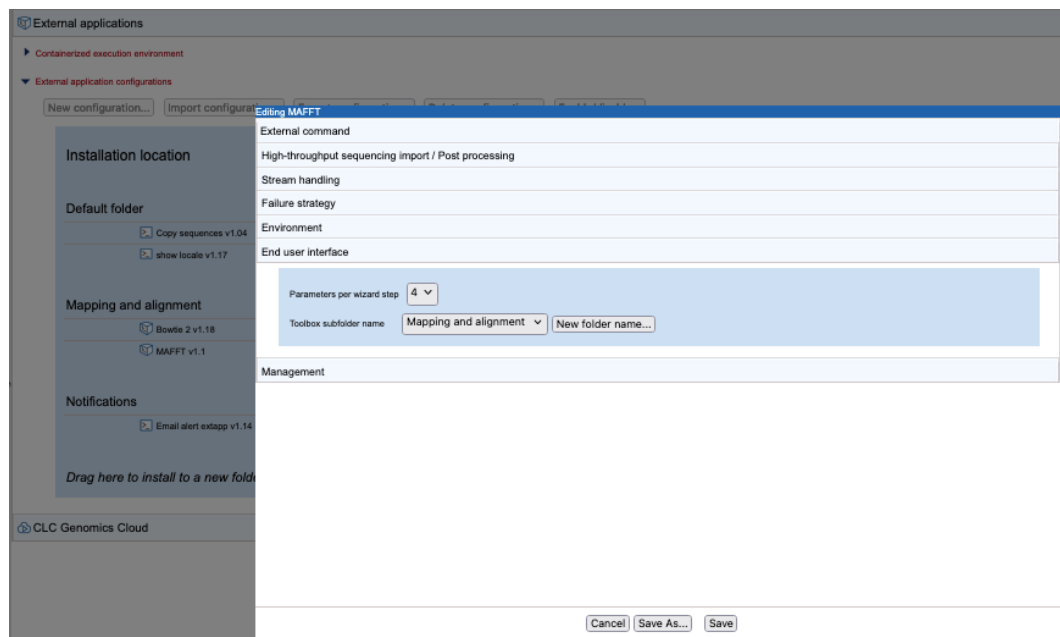 External applications
Containerized execution environment
External application configurations
New configuration...
Editing MAFFT
External command
High-throughput sequencing import / Post processing
Stream handling
Failure strategy
Environment
End user interface
Parameters per wizard step 4
Toolbox subfolder name Mapping and alignment New folder name...
Management
Installation location
Default folder
Copy sequences v1.04
show locale v1.17
Mapping and alignment
Bowtie 2 v1.18
MAFFT v1.1
Notifications
Email alert extapp v1.14
Drag here to install to a new
CLC Genomics Cloud
Cancel Save As... Save